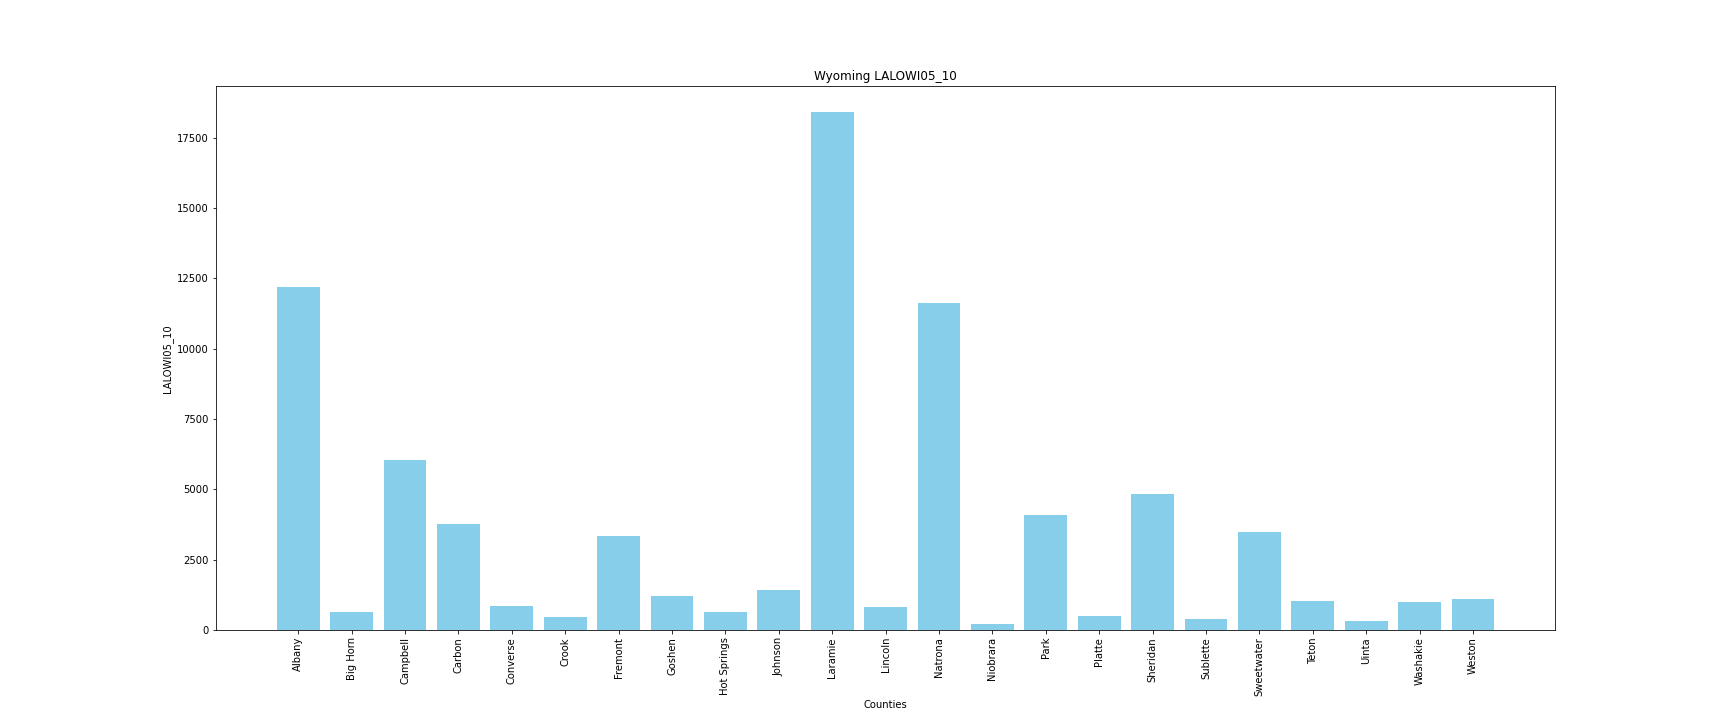 Wyoming LALOWI05_10
LALOWI05_10
17500
15000
12500
10000
7500
5000
2500
0
Albany
Big Horn
Campbell
Carbon
Converse
Crook
Fremont
Goshen
Hot Springs
Johnson
Laramie
Lincoln
Natrona
Niobrara
Park
Platte
Sheridan
Sublette
Sweetwater
Teton
Uinta
Washakie
Weston
Counties